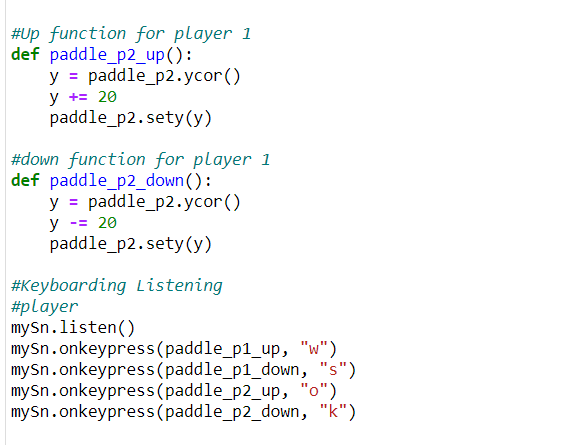 #Up function for player 1
def paddle_p2_up():
    y = paddle_p2.ycor()
    y += 20
    paddle_p2.sety(y)
#down function for player 1
def paddle_p2_down():
    y = paddle_p2.ycor()
    y -= 20
    paddle_p2.sety(y)
#Keyboarding Listening
#player
mySn.listen()
mySn.onkeypress(paddle_p1_up, "w")
mySn.onkeypress(paddle_p1_down, "s")
mySn.onkeypress(paddle_p2_up, "o")
mySn.onkeypress(paddle_p2_down, "k")